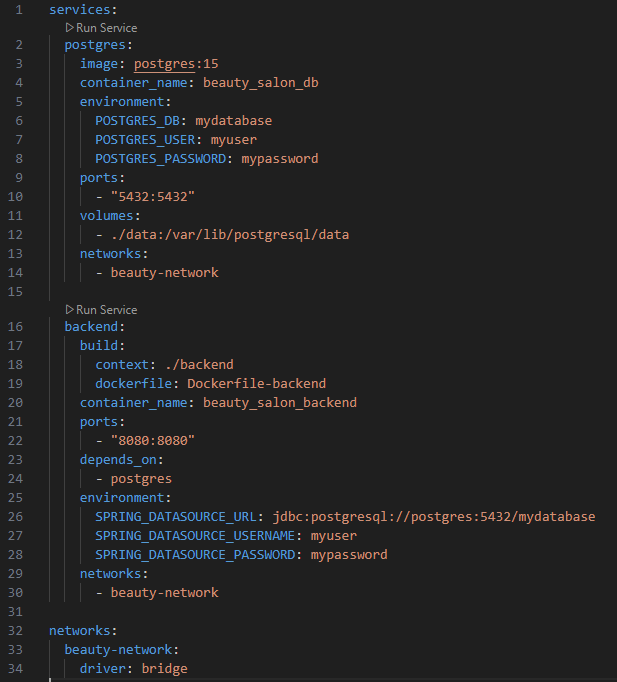 1 services:
Run Service
2   postgres:
3     image: postgres:15
4     container_name: beauty_salon_db
5     environment:
6       POSTGRES_DB: mydatabase
7       POSTGRES_USER: myuser
8       POSTGRES_PASSWORD: mypassword
9     ports:
10       - "5432:5432"
11     volumes:
12       - ./data:/var/lib/postgresql/data
13     networks:
14       - beauty-network
15
Run Service
16   backend:
17     build:
18       context: ./backend
19       dockerfile: Dockerfile-backend
20     container_name: beauty_salon_backend
21     ports:
22       - "8080:8080"
23     depends_on:
24       - postgres
25     environment:
26       SPRING_DATASOURCE_URL: jdbc:postgresql://postgres:5432/mydatabase
27       SPRING_DATASOURCE_USERNAME: myuser
28       SPRING_DATASOURCE_PASSWORD: mypassword
29     networks:
30       - beauty-network
31
32 networks:
33   beauty-network:
34     driver: bridge